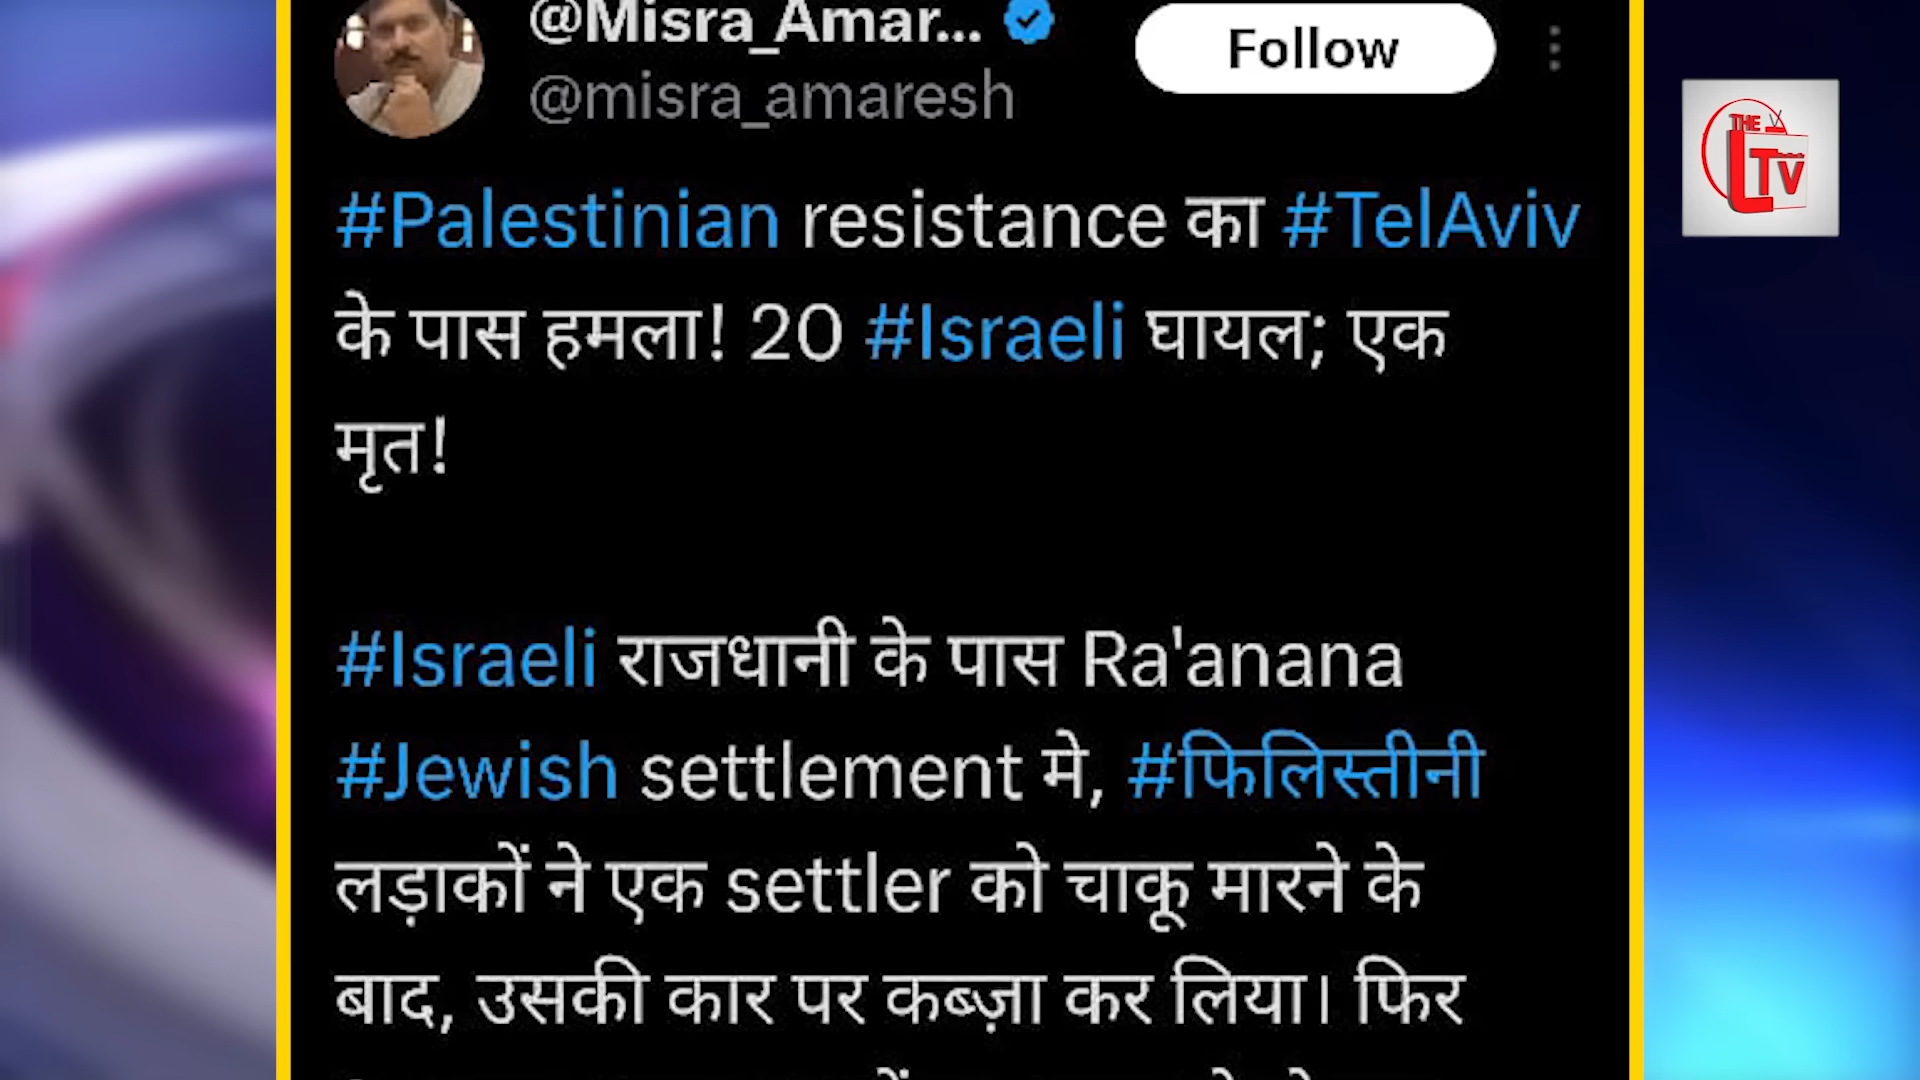 @Misra_Amar...
Follow
@misra_amaresh
#Palestinian resistance का #TelAviv
के पास हमला! 20 #Israeli घायल; एक
मृत!
#Israeli राजधानी के पास Ra'anana
#Jewish settlement मे, #फिलिस्तीनी
लड़ाकों ने एक settler को चाकू मारने के
बाद, उसकी कार पर कब्ज़ा कर लिया। फिर
THE
LTV